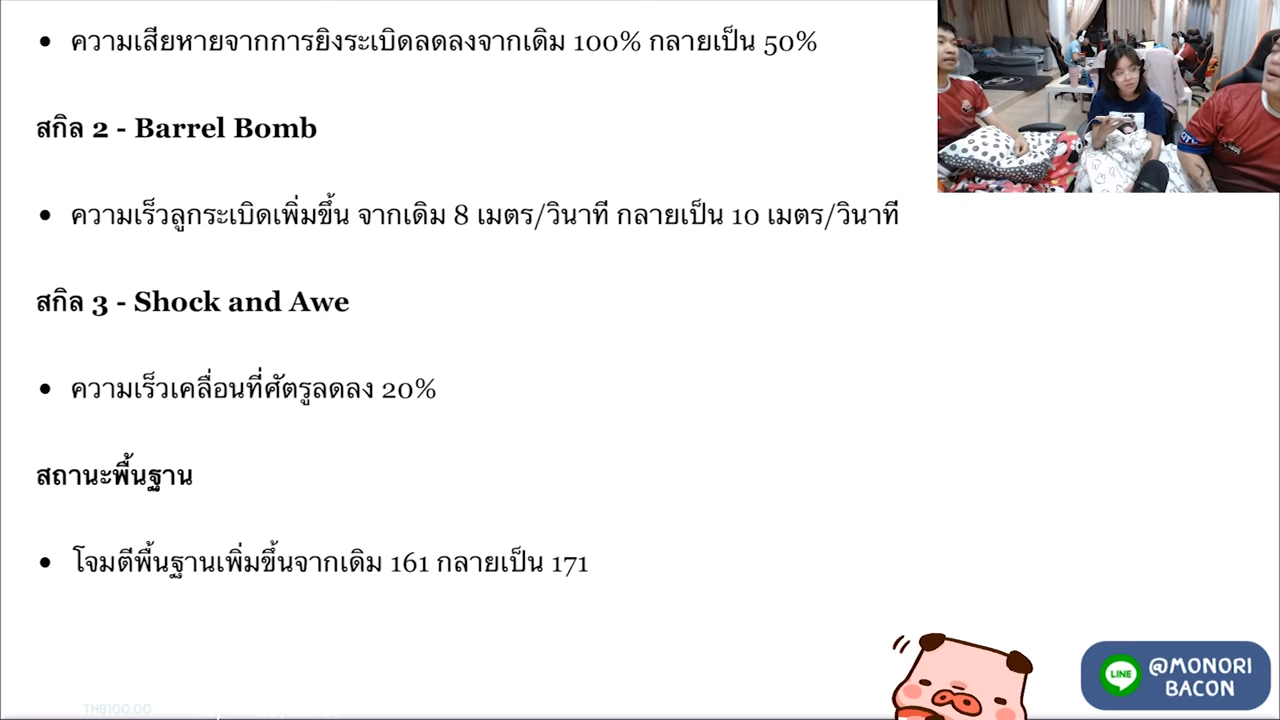 • ความเสียหายจากการยิงระเบิดลดลงจากเดิม 100% กลายเป็น 50%
สกิล 2 - Barrel Bomb
• ความเร็วลูกระเบิดเพิ่มขึ้น จากเดิม 8 เมตร/วินาที กลายเป็น 10 เมตร/วินาที
สกิล 3 - Shock and Awe
• ความเร็วเคลื่อนที่ศัตรูลดลง 20%
สถานะพื้นฐาน
• โจมตีพื้นฐานเพิ่มขึ้นจากเดิม 161 กลายเป็น 171
LINE @MONORI
BACON
THB100.00